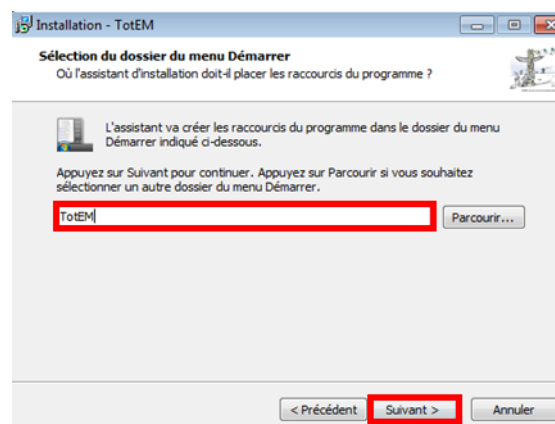 Installation - TotEM
Sélection du dossier du menu Démarrer
Où l'assistant d'installation doit-il placer les raccourcis du programme ?
L'assistant va créer les raccourcis du programme dans le dossier du menu
Démarrer indiqué ci-dessous.
Appuyez sur Suivant pour continuer. Appuyez sur Parcourir si vous souhaitez
sélectionner un autre dossier du menu Démarrer.
TotEM
Parcourir...
< Précédent
Suivant >
Annuler